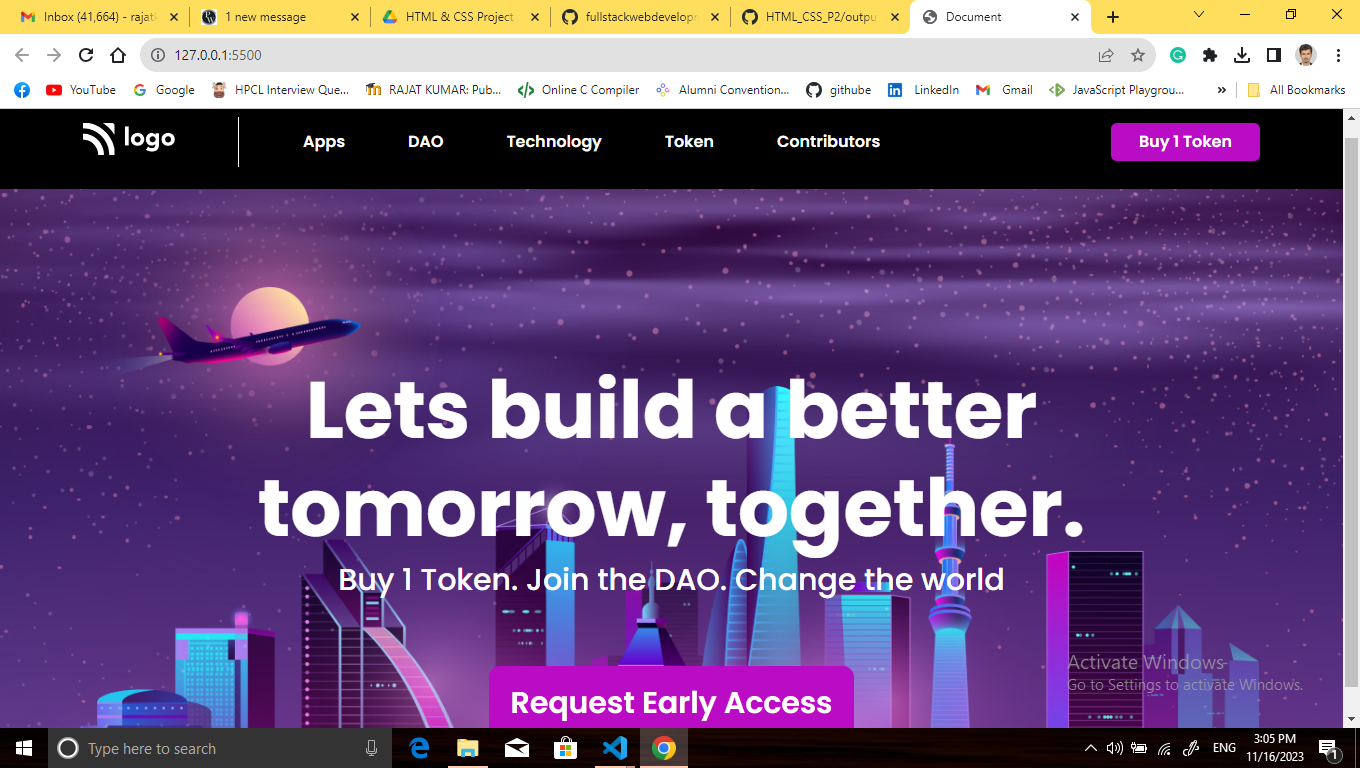 Inbox (41,664) - rajat
1 new message
HTML & CSS Project
fullstackwebdevelopr
HTML_CSS_P2/outpu
Document
127.0.0.1:5500
YouTube
Google
HPCL Interview Que...
RAJAT KUMAR: Pub...
Online C Compiler
Alumni Convention...
githube
LinkedIn
Gmail
JavaScript Playgrou...
»
All Bookmarks
logo
Apps
DAO
Technology
Token
Contributors
Buy 1 Token
Lets build a better
tomorrow, together.
Buy 1 Token. Join the DAO. Change the world
Request Early Access
Activate Windows
Go to Settings to activate Windows.
Type here to search
ENG
3:05 PM
11/16/2023
1